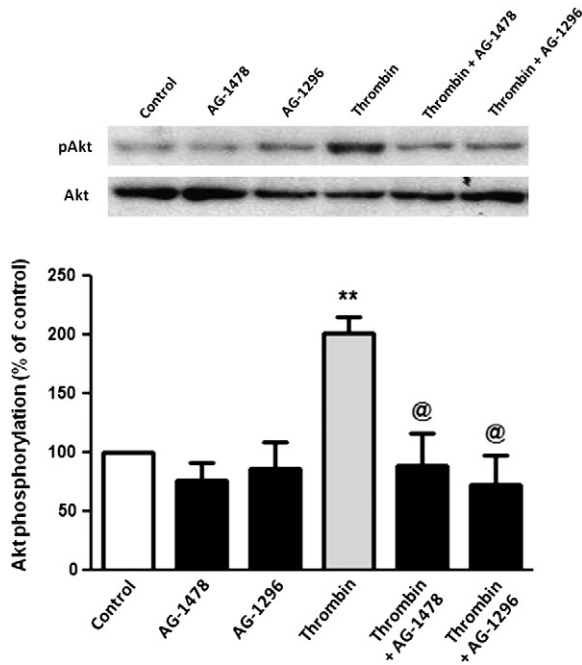 Control
AG-1478
AG-1296
Thrombin
Thrombin + AG-1478
Thrombin + AG-1296
pAkt
Akt
Akt phosphorylation (% of control)
250
200
150
100
50
0
**
@
@
Control
AG-1478
AG-1296
Thrombin
Thrombin
+ AG-1478
Thrombin
+ AG-1296